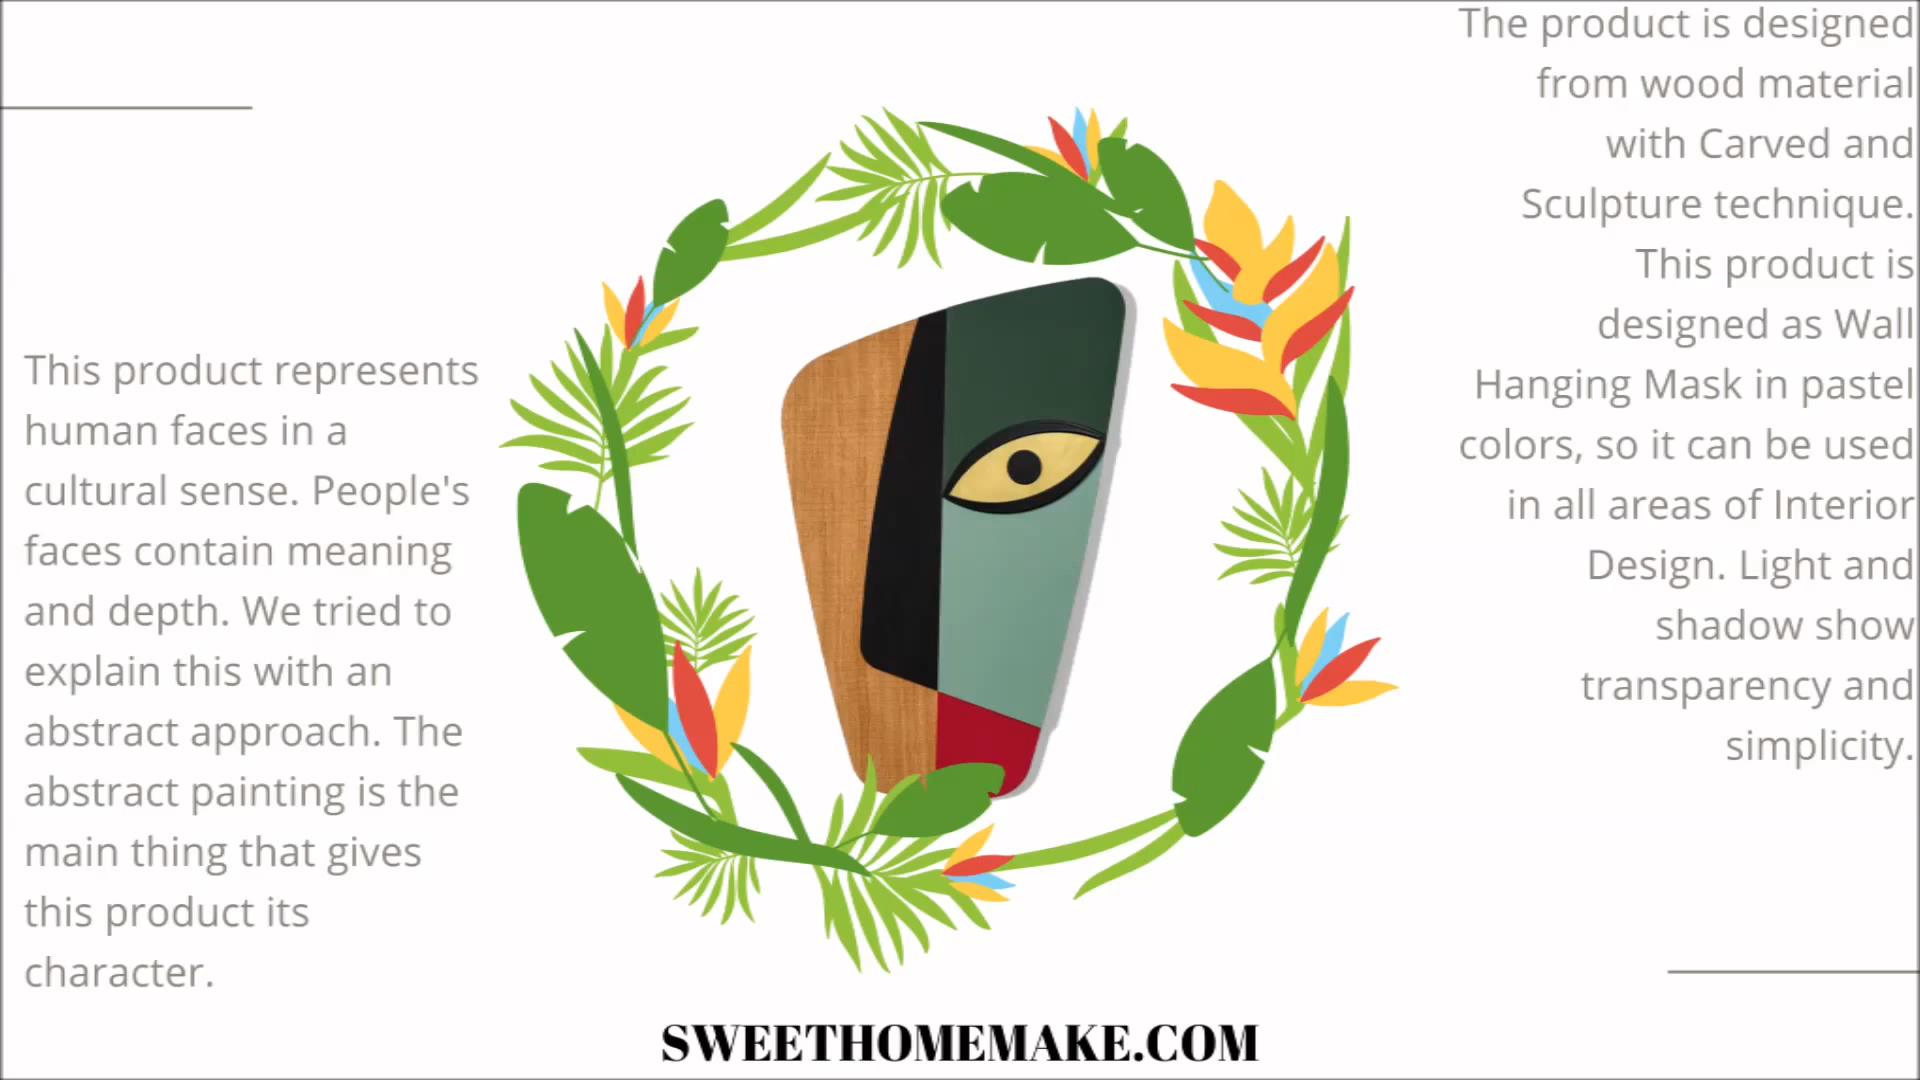 This product represents
human faces in a
cultural sense. People's
faces contain meaning
and depth. We tried to
explain this with an
abstract approach. The
abstract painting is the
main thing that gives
this product its
character.
The product is designed
from wood material
with Carved and
Sculpture technique.
This product is
designed as Wall
Hanging Mask in pastel
colors, so it can be used
in all areas of Interior
Design. Light and
shadow show
transparency and
simplicity.
SWEETHOMEMAKE.COM